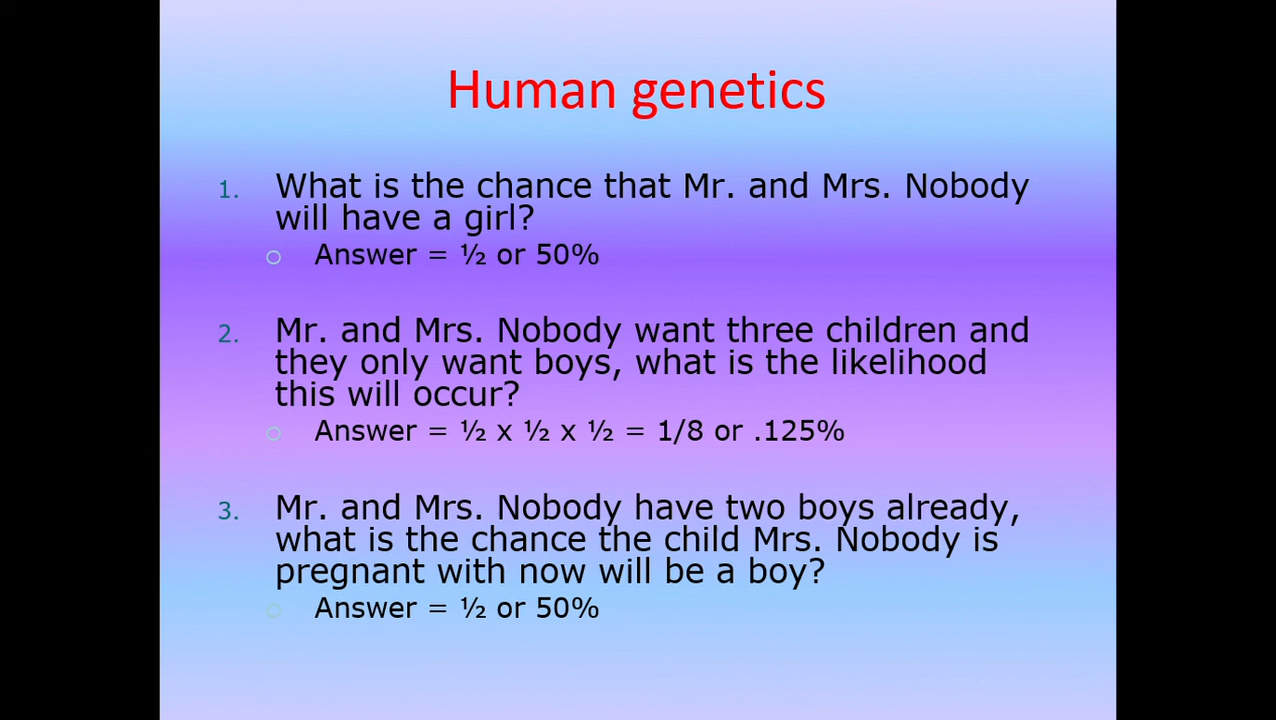 Human genetics
1. What is the chance that Mr. and Mrs. Nobody
will have a girl?
○ Answer = ½ or 50%
2. Mr. and Mrs. Nobody want three children and
they only want boys, what is the likelihood
this will occur?
○ Answer = ½ x ½ x ½ = 1/8 or .125%
3. Mr. and Mrs. Nobody have two boys already,
what is the chance the child Mrs. Nobody is
pregnant with now will be a boy?
○ Answer = ½ or 50%